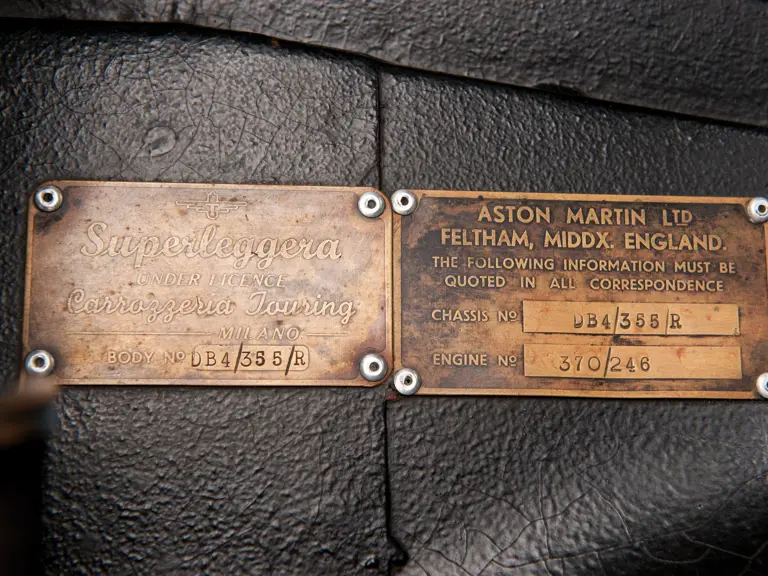 Superleggera
UNDER LICENCE
Carrozzeria Touring
MILANO
BODY Nº DB4/355/R
ASTON MARTIN LTD
FELTHAM, MIDDX. ENGLAND.
THE FOLLOWING INFORMATION MUST BE
QUOTED IN ALL CORRESPONDENCE
CHASSIS Nº DB4/355/R
ENGINE Nº 370/246